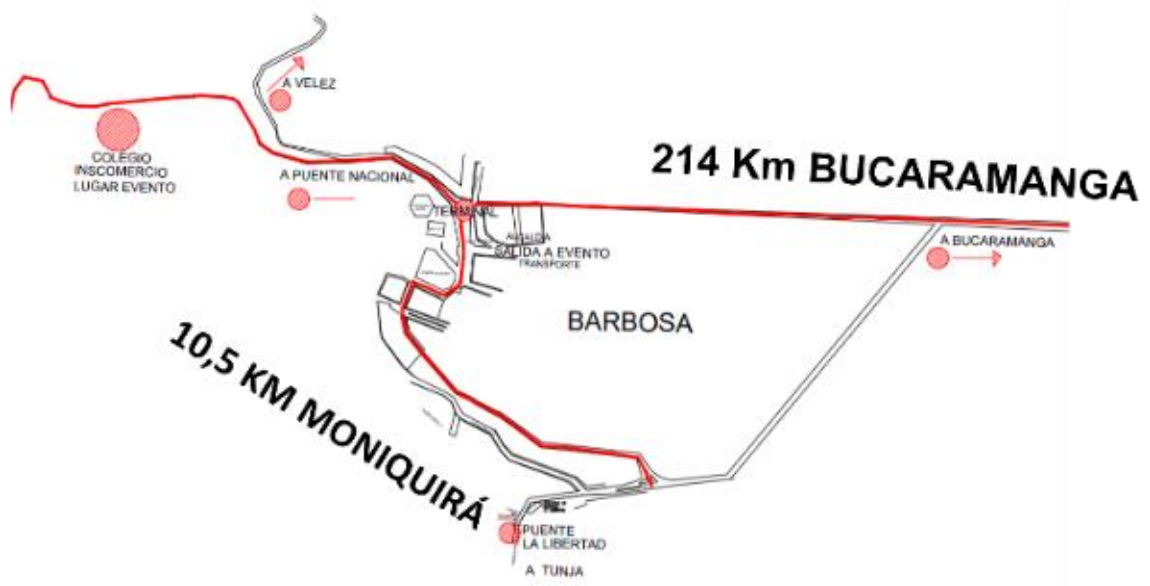 A VELEZ
COLEGIO
INSCOMERCIO
LUGAR EVENTO
A PUENTE NACIONAL
214 Km BUCARAMANGA
TERMINAL
ALCALDIA
SALIDA A EVENTO
TRANSPORTE
A BUCARAMANGA
BARBOSA
10,5 KM MONIQUIRÁ
PUENTE
LA LIBERTAD
A TUNJA